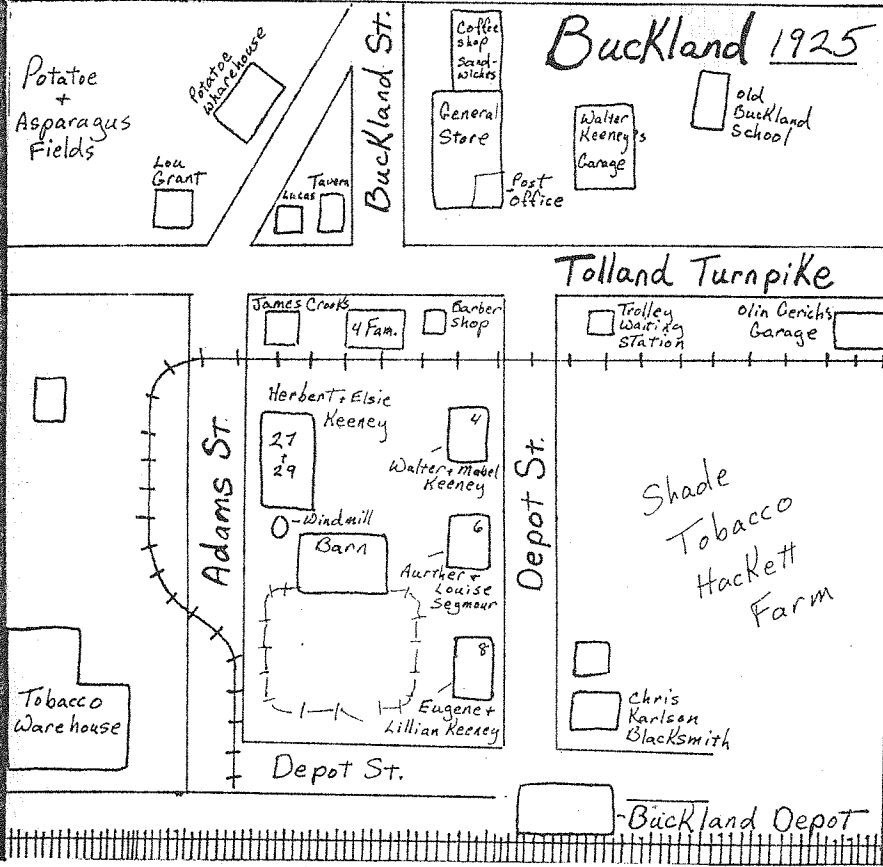 Buckland 1925
Potatoe
+
Asparagus
Fields
Potatoe
Wharehouse
Lou
Grant
Lucas
Tavern
Buckland St.
Coffee
shop
Sand-
wiches
General
Store
Post
Office
Walter
Keeney's
Garage
old
Buckland
School
Tolland Turnpike
James Crooks
4 Fam.
Barber
shop
Trolley
Waiting
Station
Olin Gerich's
Garage
Adams St.
Herbert + Elsie
Keeney
27
+
29
Windmill
Barn
4
Walter + Mabel
Keeney
6
Aurther +
Louise
Segmour
8
Eugene +
Lillian Keeney
Depot St.
Shade
Tobacco
Hackett
Farm
Chris
Karlson
Blacksmith
Tobacco
Warehouse
Depot St.
Buckland Depot